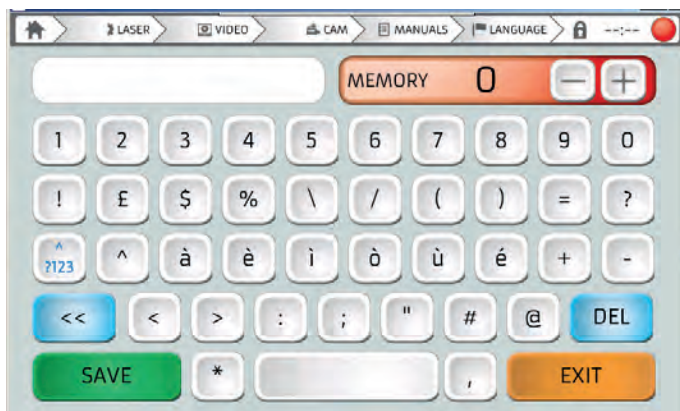 LASER VIDEO CAM MANUALS LANGUAGE --:--
MEMORY 0 − +
1 2 3 4 5 6 7 8 9 0
! £ $ % \ / ( ) = ?
^ ?123 ^ à è ì ò ù é + -
<< < > : ; " # @ DEL
SAVE * , EXIT